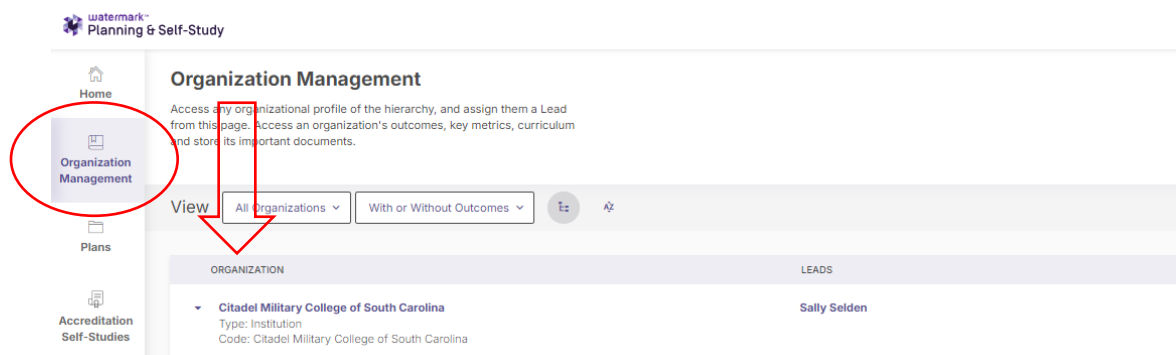 watermark™
Planning & Self-Study
Home
Organization
Management
Plans
Accreditation
Self-Studies
Organization Management
Access any organizational profile of the hierarchy, and assign them a Lead
from this page. Access an organization's outcomes, key metrics, curriculum
and store its important documents.
View All Organizations With or Without Outcomes AZ
ORGANIZATION LEADS
Citadel Military College of South Carolina Sally Selden
Type: Institution
Code: Citadel Military College of South Carolina